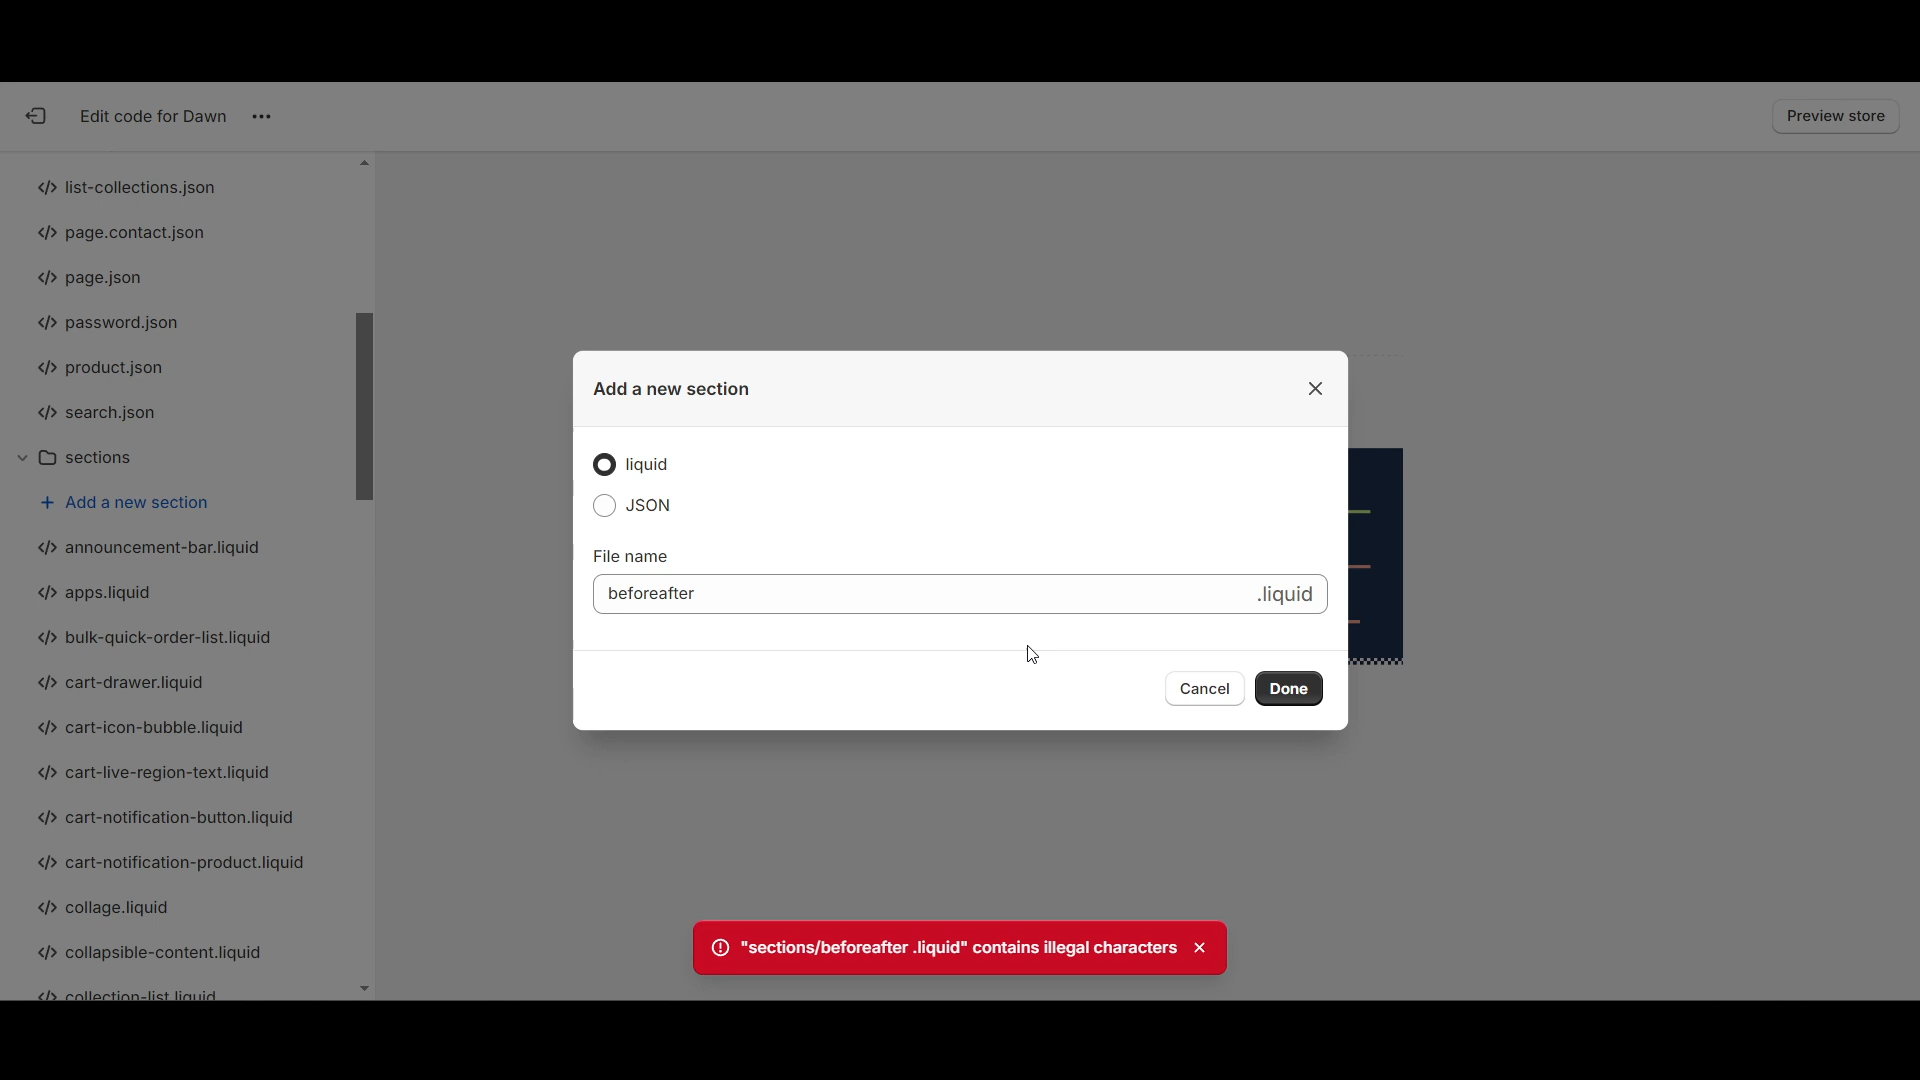 Edit code for Dawn
Preview store
</> list-collections.json
</> page.contact.json
</> page.json
</> password.json
</> product.json
</> search.json
sections
+ Add a new section
</> announcement-bar.liquid
</> apps.liquid
</> bulk-quick-order-list.liquid
</> cart-drawer.liquid
</> cart-icon-bubble.liquid
</> cart-live-region-text.liquid
</> cart-notification-button.liquid
</> cart-notification-product.liquid
</> collage.liquid
</> collapsible-content.liquid
</> collection-list.liquid
Add a new section
liquid
JSON
File name
beforeafter .liquid
Cancel Done
"sections/beforeafter .liquid" contains illegal characters